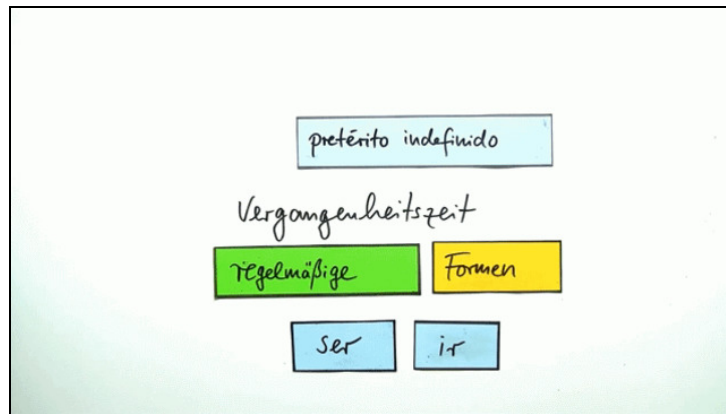 pretérito indefinido
Vergangenheitszeit
regelmäßige Formen
ser ir